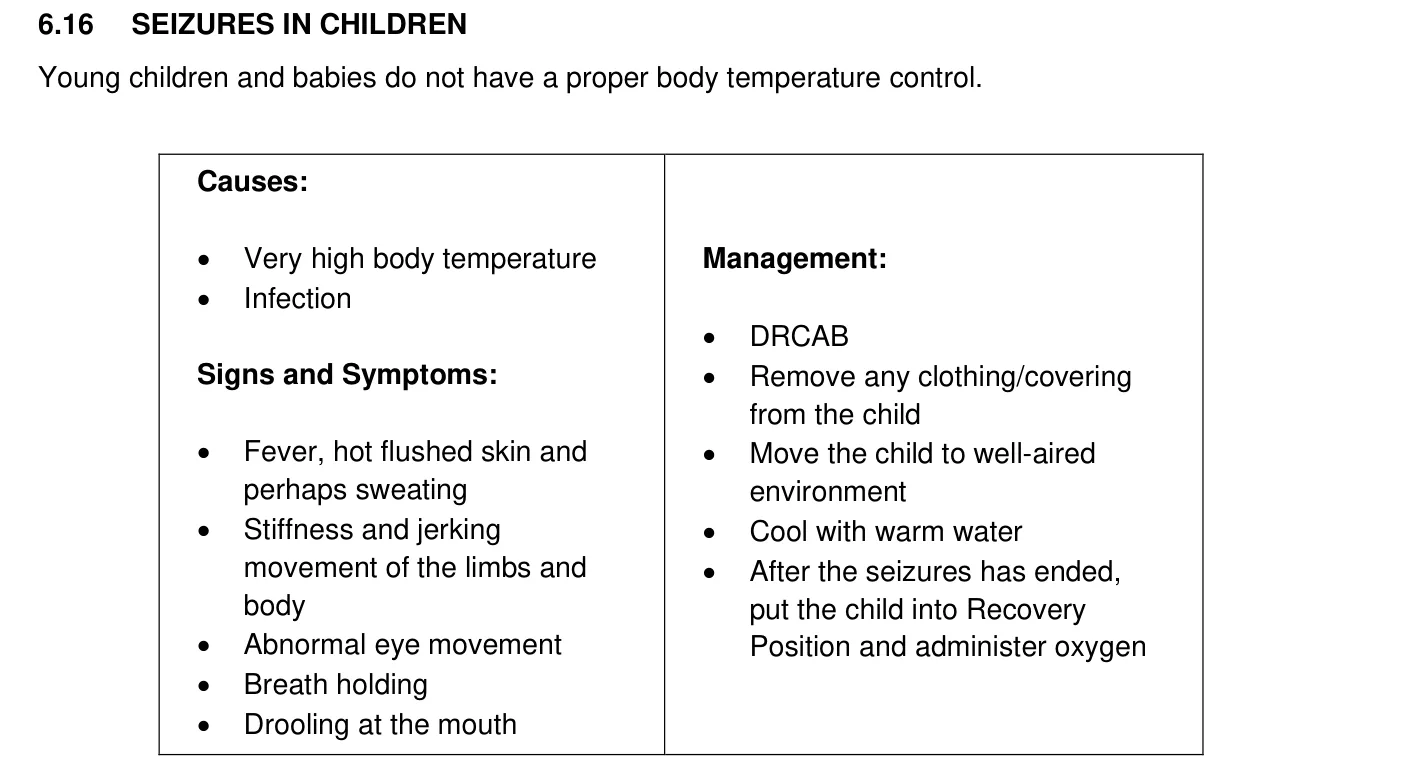 6.16 SEIZURES IN CHILDREN
Young children and babies do not have a proper body temperature control.
Causes:
• Very high body temperature
• Infection
Signs and Symptoms:
• Fever, hot flushed skin and
perhaps sweating
• Stiffness and jerking
movement of the limbs and
body
• Abnormal eye movement
• Breath holding
• Drooling at the mouth
Management:
• DRCAB
• Remove any clothing/covering
from the child
• Move the child to well-aired
environment
• Cool with warm water
• After the seizures has ended,
put the child into Recovery
Position and administer oxygen